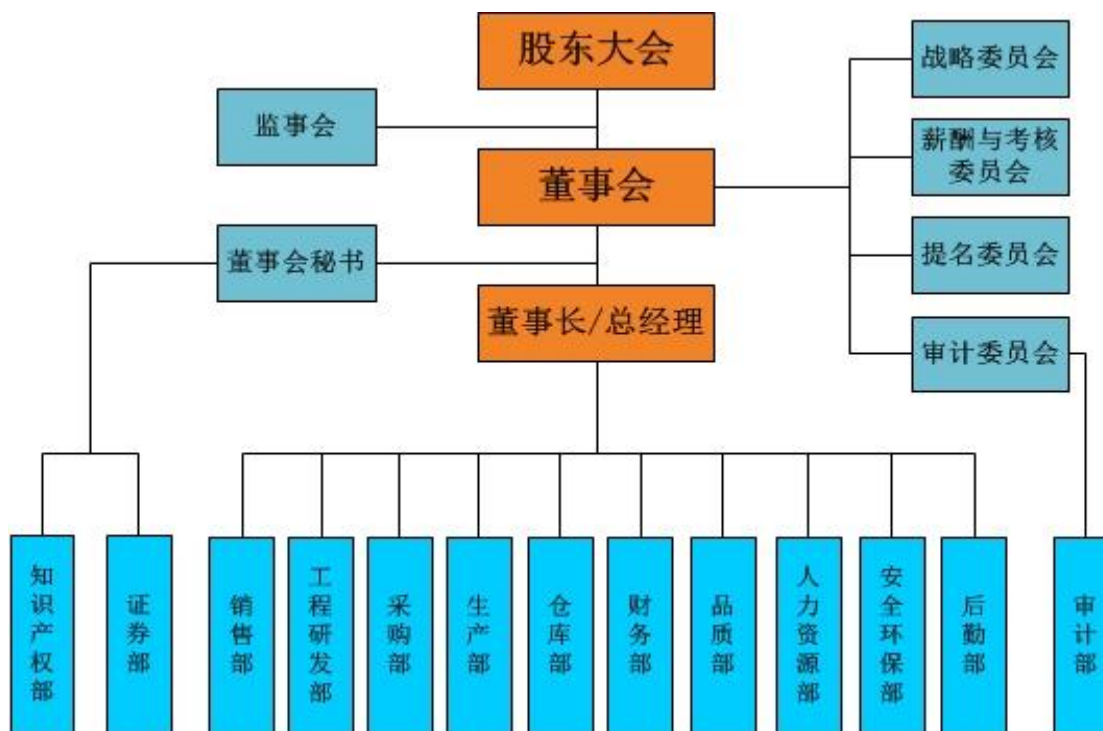 股东大会
战略委员会
监事会
薪酬与考核
委员会
董事会
提名委员会
董事会秘书
董事长/总经理
审计委员会
知识产权部
证券部
销售部
工程研发部
采购部
生产部
仓库部
财务部
品质部
人力资源部
安全环保部
后勤部
审计部